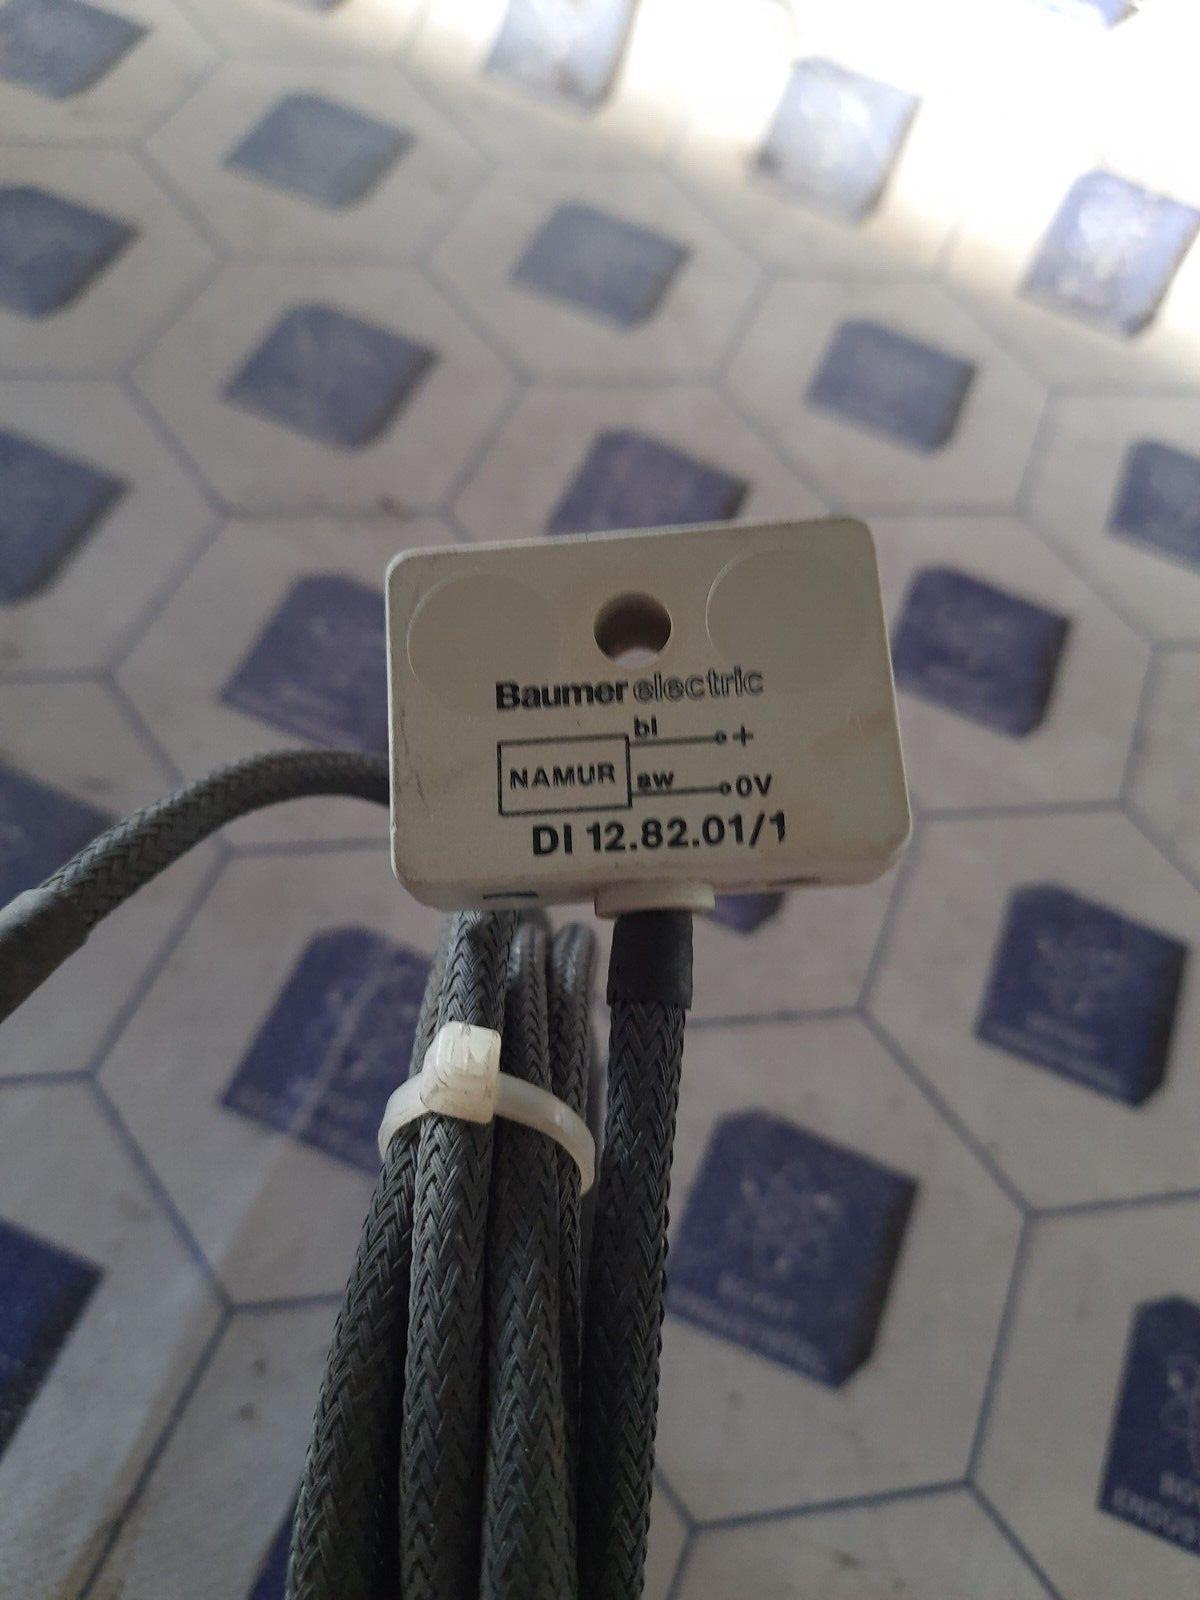 Baumer electric
bl +
NAMUR
sw 0V
DI 12.82.01/1